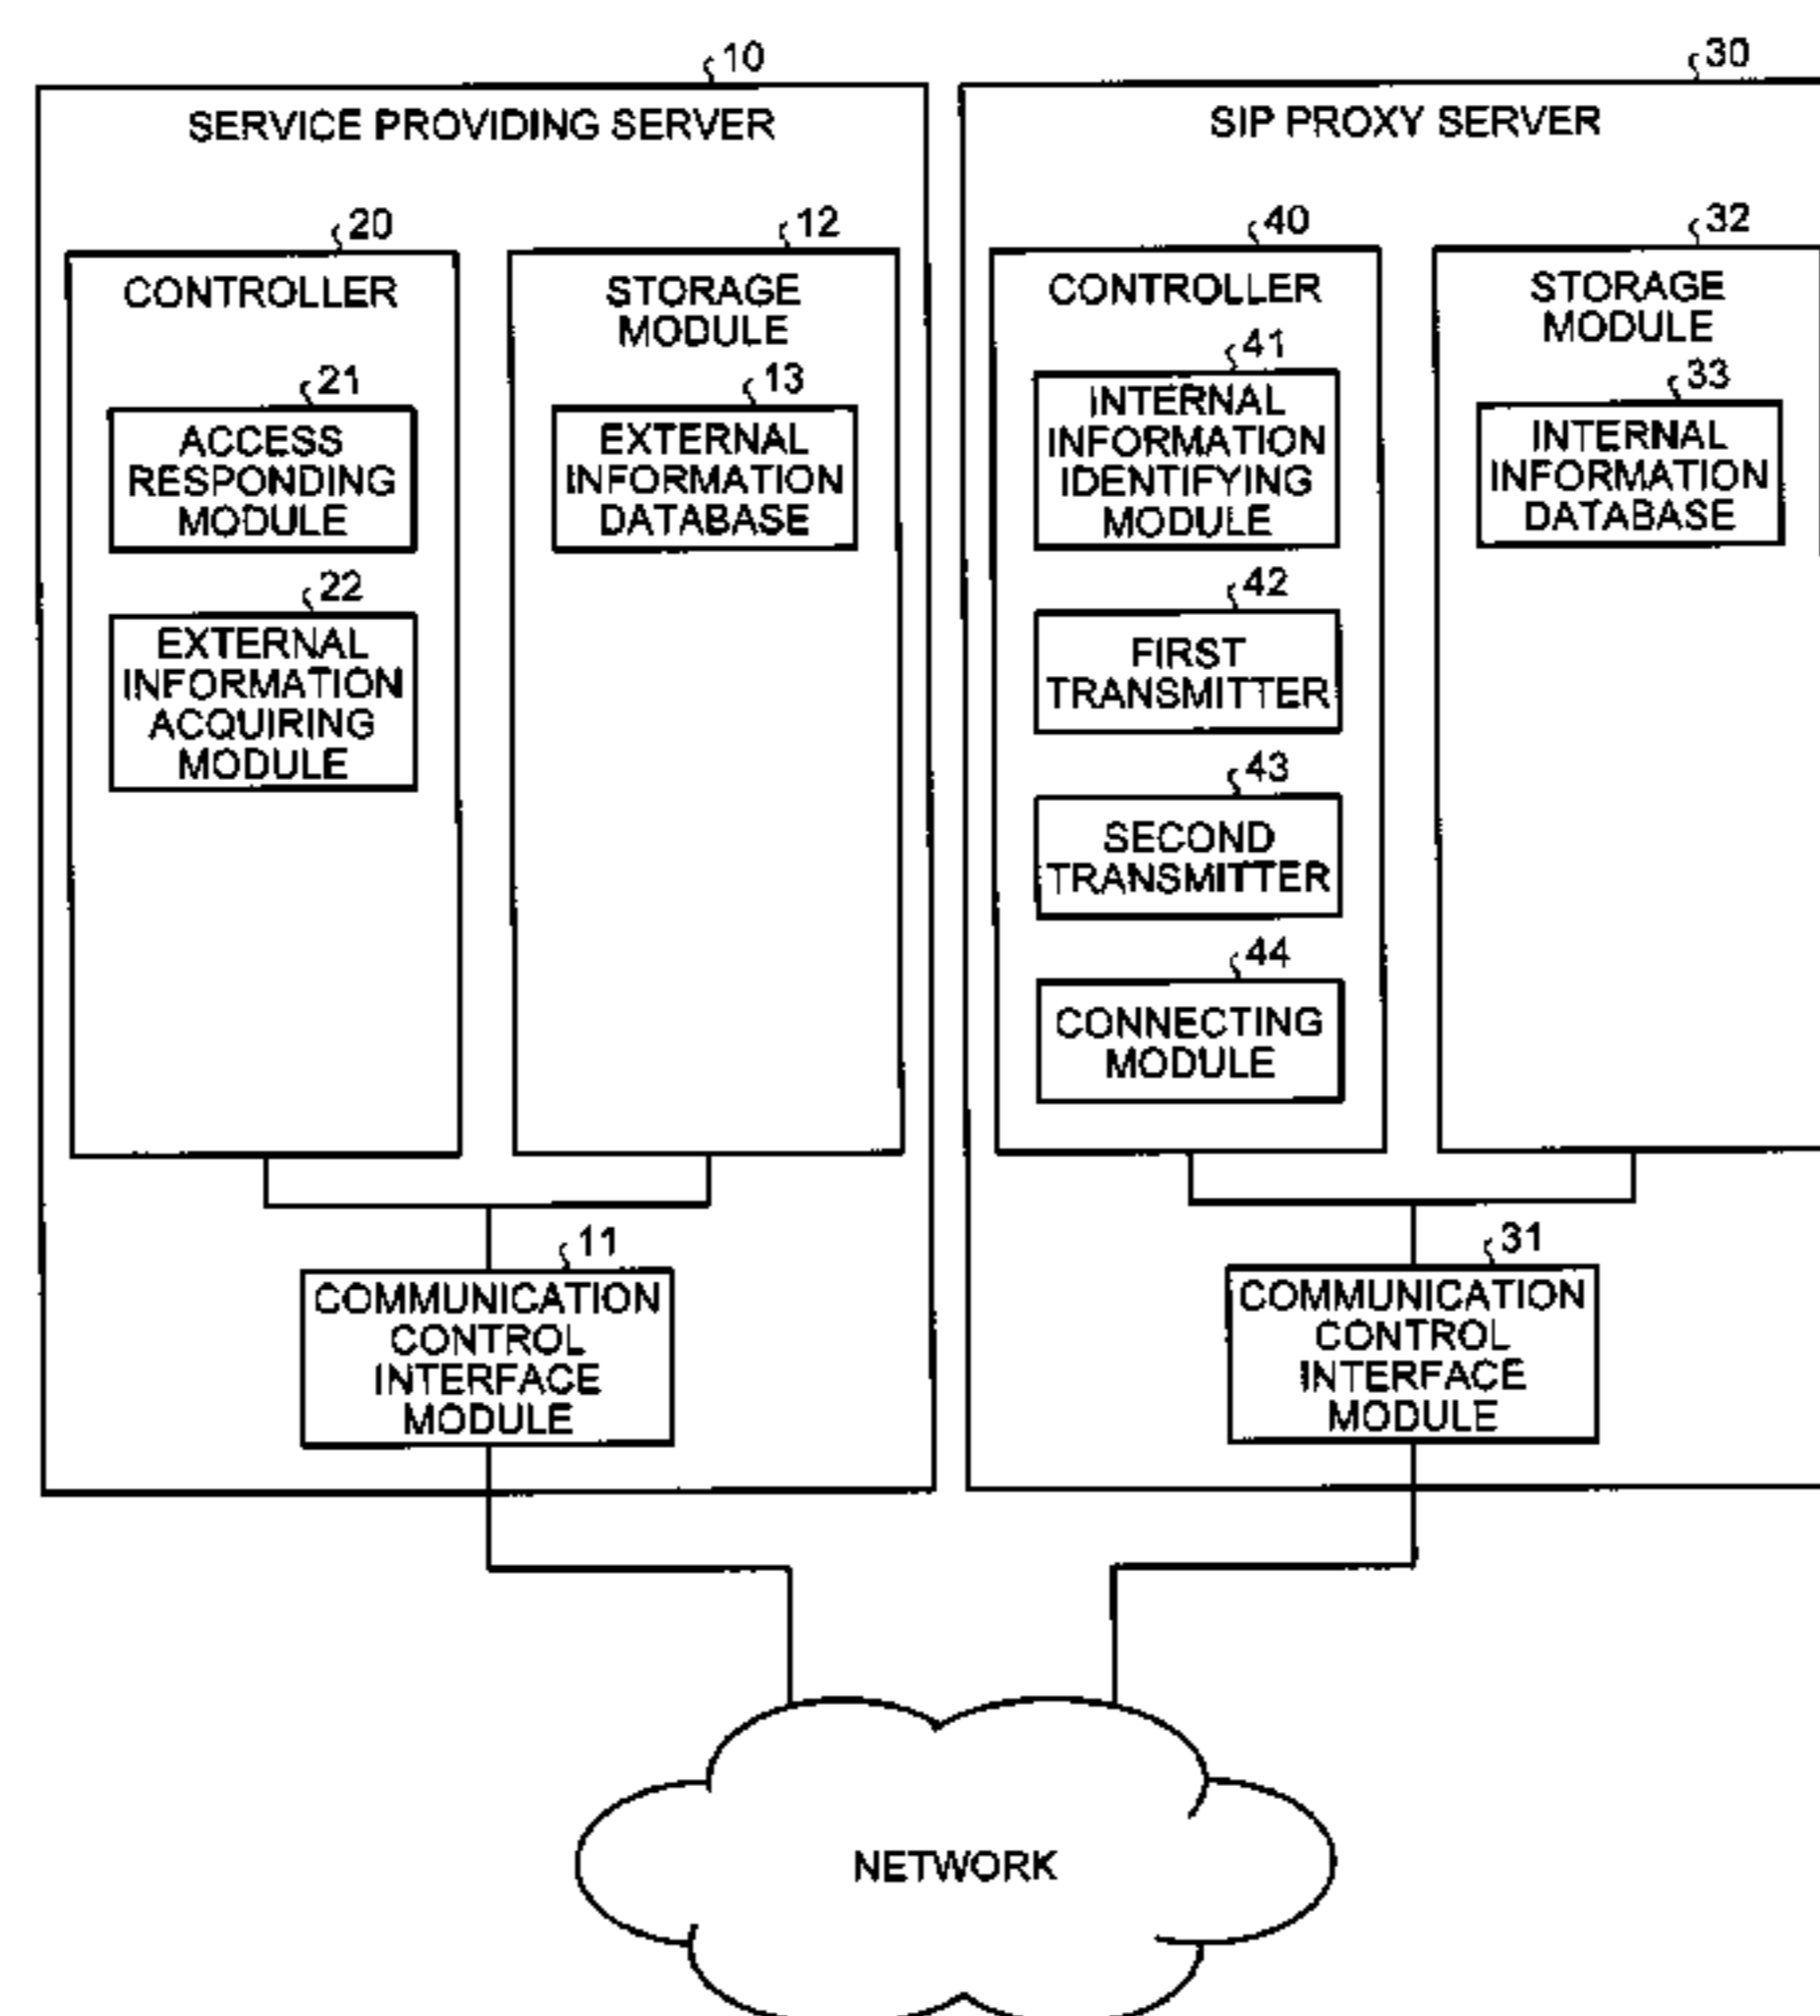 10
SERVICE PROVIDING SERVER
20
CONTROLLER
21
ACCESS
RESPONDING
MODULE
22
EXTERNAL
INFORMATION
ACQUIRING
MODULE
12
STORAGE
MODULE
13
EXTERNAL
INFORMATION
DATABASE
11
COMMUNICATION
CONTROL
INTERFACE
MODULE
30
SIP PROXY SERVER
40
CONTROLLER
41
INTERNAL
INFORMATION
IDENTIFYING
MODULE
42
FIRST
TRANSMITTER
43
SECOND
TRANSMITTER
44
CONNECTING
MODULE
32
STORAGE
MODULE
33
INTERNAL
INFORMATION
DATABASE
31
COMMUNICATION
CONTROL
INTERFACE
MODULE
NETWORK